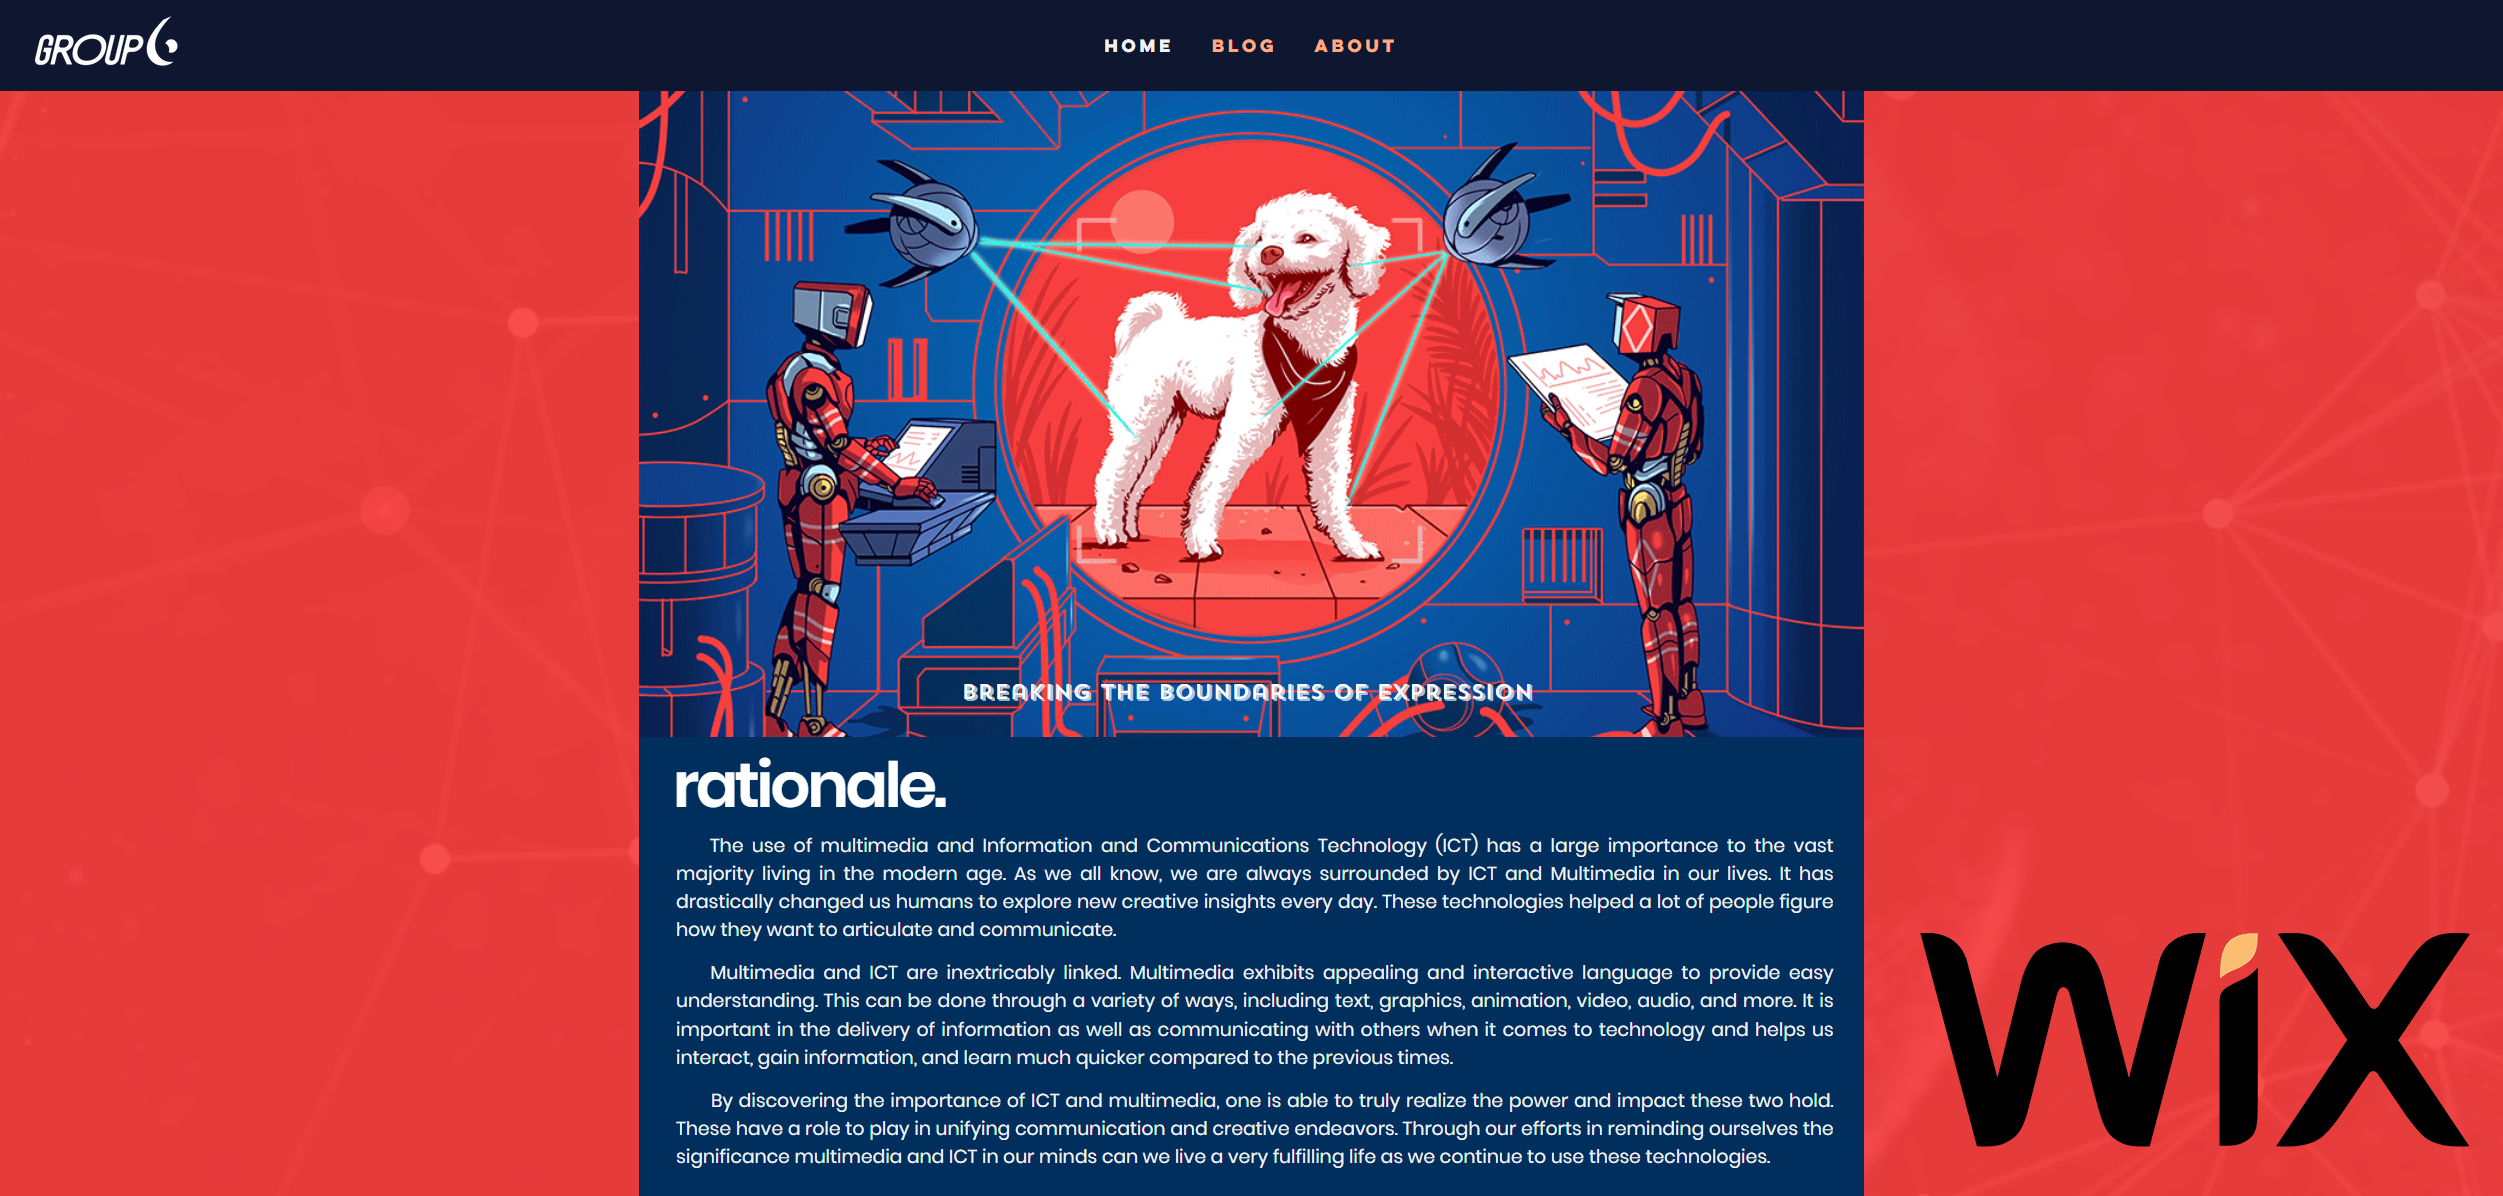 GROUP 6
HOME BLOG ABOUT
BREAKING THE BOUNDARIES OF EXPRESSION
rationale.
The use of multimedia and Information and Communications Technology (ICT) has a large importance to the vast
majority living in the modern age. As we all know, we are always surrounded by ICT and Multimedia in our lives. It has
drastically changed us humans to explore new creative insights every day. These technologies helped a lot of people figure
how they want to articulate and communicate.
Multimedia and ICT are inextricably linked. Multimedia exhibits appealing and interactive language to provide easy
understanding. This can be done through a variety of ways, including text, graphics, animation, video, audio, and more. It is
important in the delivery of information as well as communicating with others when it comes to technology and helps us
interact, gain information, and learn much quicker compared to the previous times.
By discovering the importance of ICT and multimedia, one is able to truly realize the power and impact these two hold.
These have a role to play in unifying communication and creative endeavors. Through our efforts in reminding ourselves the
significance multimedia and ICT in our minds can we live a very fulfilling life as we continue to use these technologies.
WiX